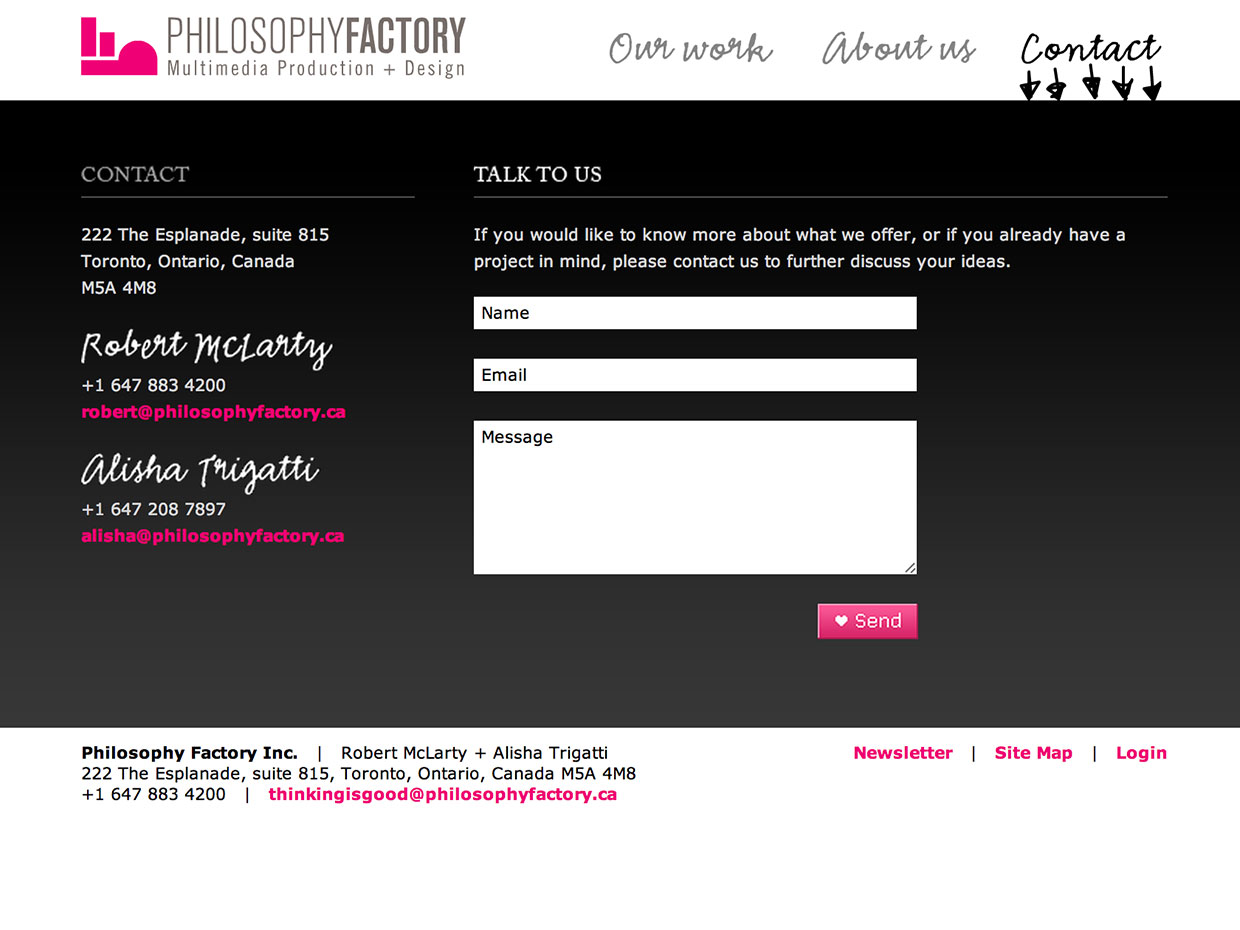 PHILOSOPHYFACTORY
Multimedia Production + Design
Our work
About us
Contact
CONTACT
222 The Esplanade, suite 815
Toronto, Ontario, Canada
M5A 4M8
Robert McLarty
+1 647 883 4200
robert@philosophyfactory.ca
Alisha Trigatti
+1 647 208 7897
alisha@philosophyfactory.ca
TALK TO US
If you would like to know more about what we offer, or if you already have a
project in mind, please contact us to further discuss your ideas.
Name
Email
Message
Send
Philosophy Factory Inc. | Robert McLarty + Alisha Trigatti
222 The Esplanade, suite 815, Toronto, Ontario, Canada M5A 4M8
+1 647 883 4200 | thinkingisgood@philosophyfactory.ca
Newsletter | Site Map | Login